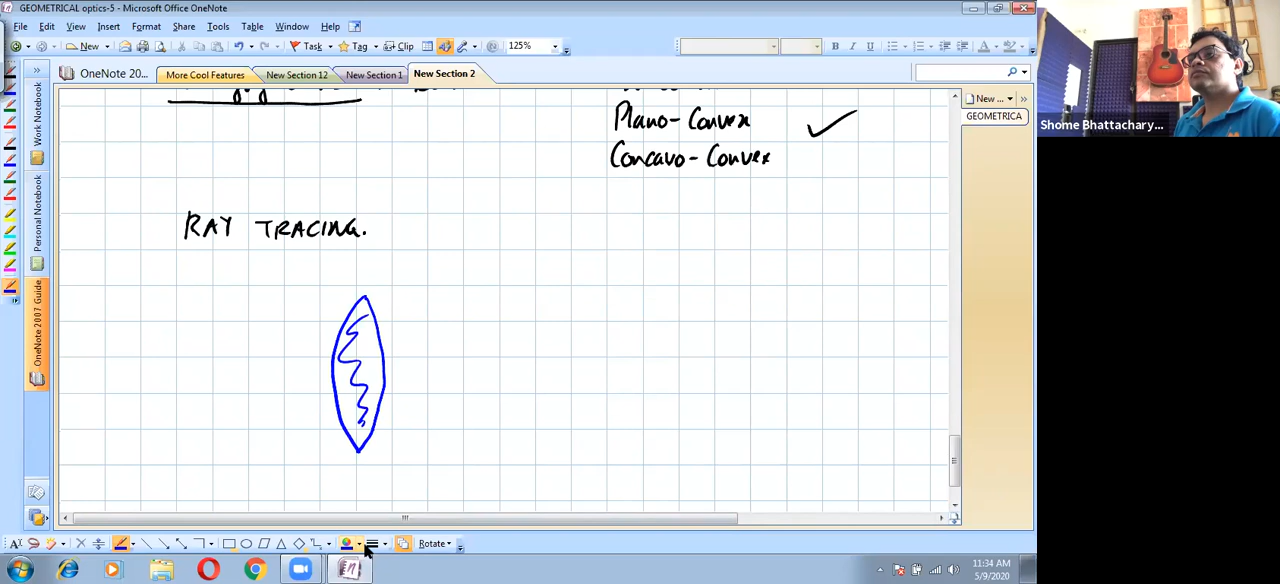 GEOMETRICAL optics-5 - Microsoft Office OneNote
File Edit View Insert Format Share Tools Table Window Help
New Task Tag Clip 125%
OneNote 20... More Cool Features New Section 12 New Section 1 New Section 2
New ...
GEOMETRICA
Work Notebook
Personal Notebook
OneNote 2007 Guide
Plano-Convex
Concavo-Convex
RAY TRACING.
Shome Bhattachary...
Rotate
11:34 AM
5/9/2020